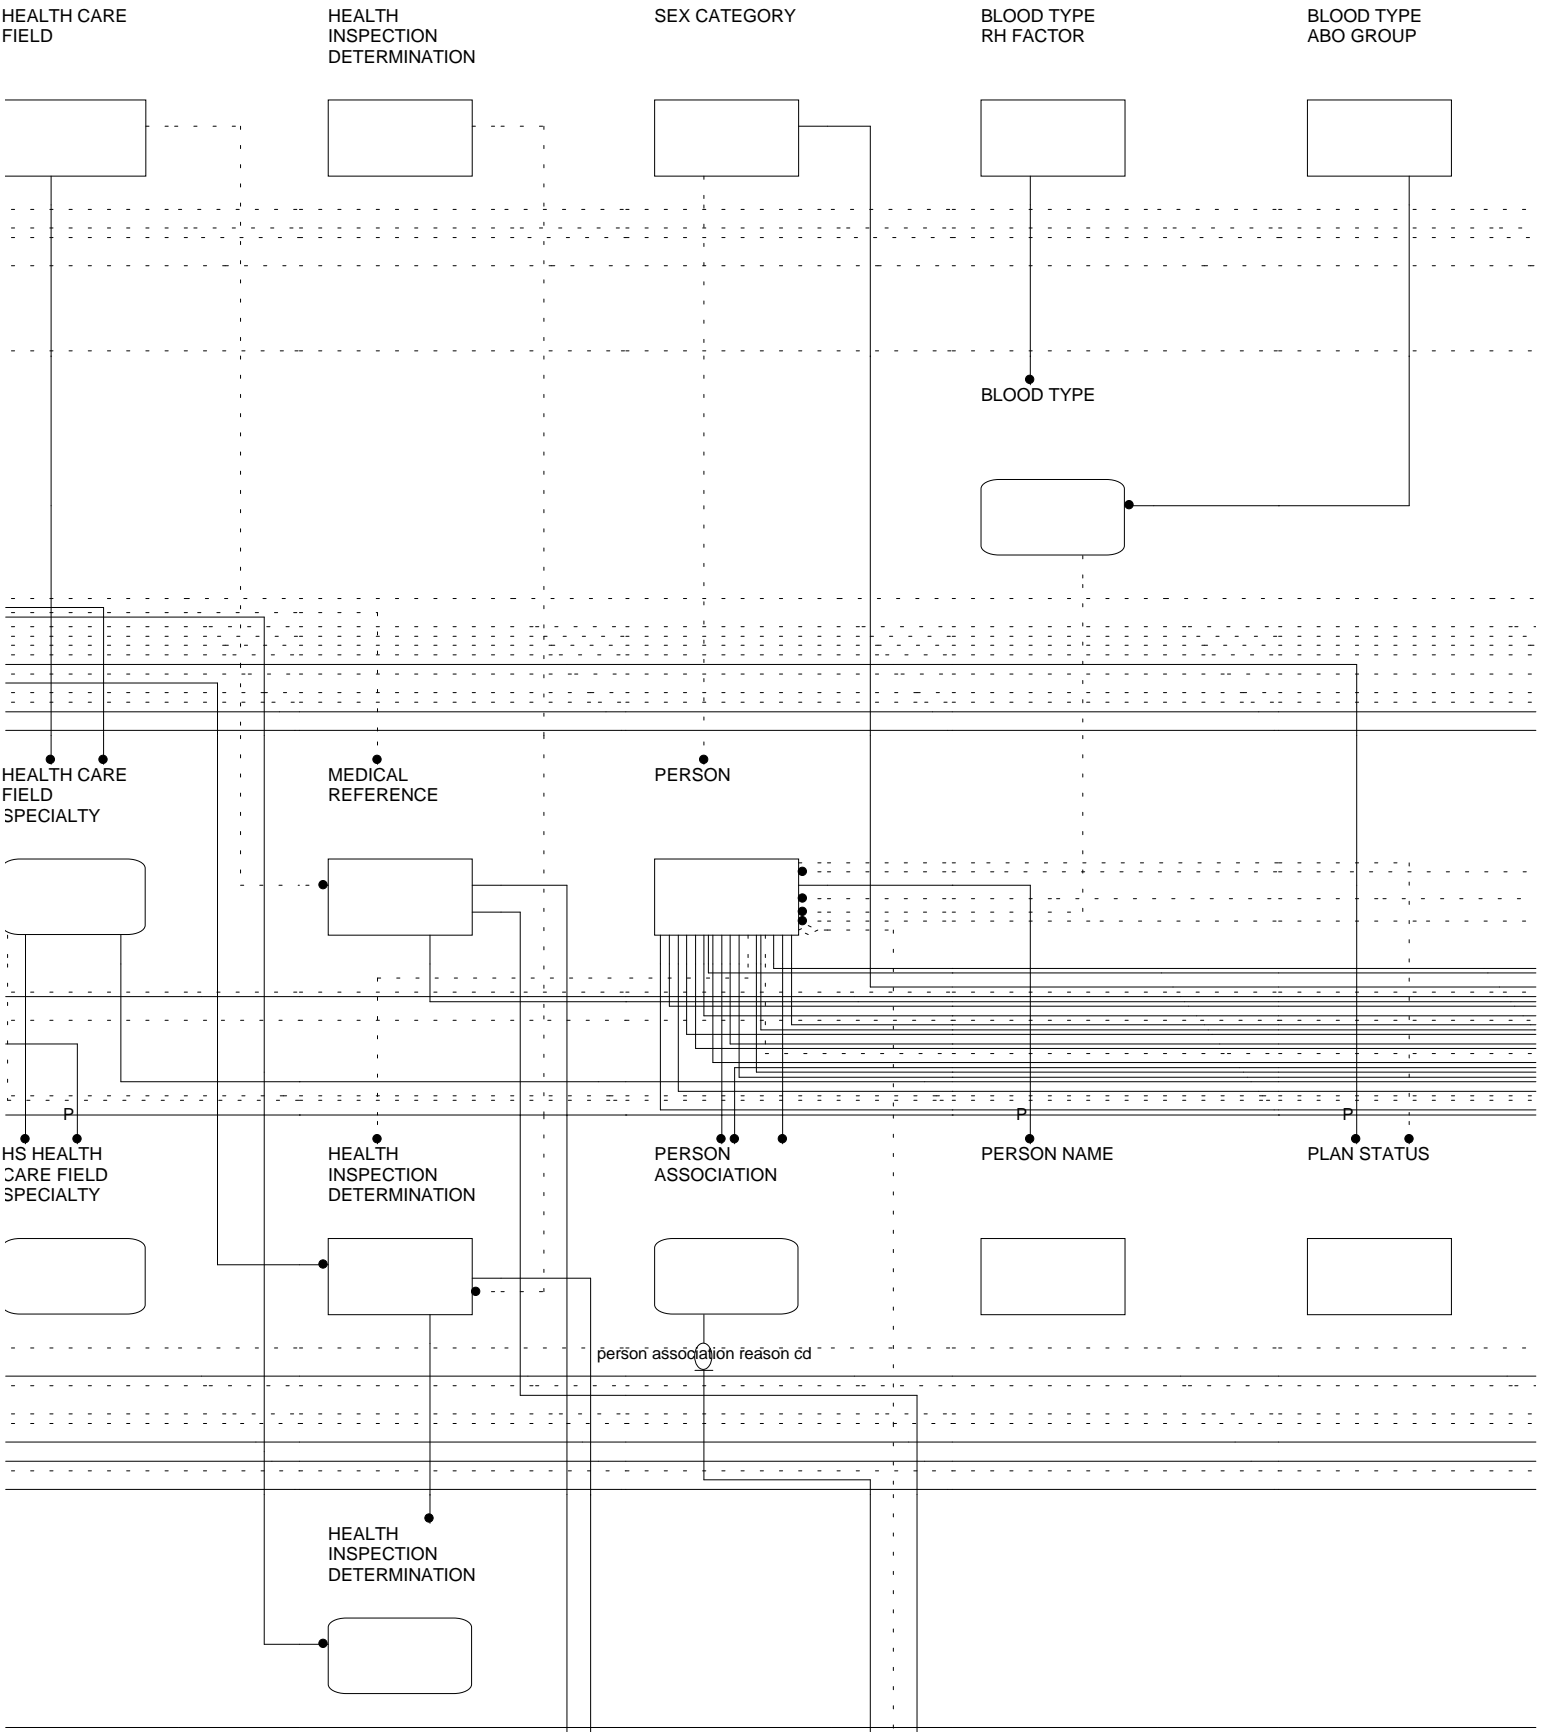 HEALTH CARE
FIELD
HEALTH
INSPECTION
DETERMINATION
SEX CATEGORY
BLOOD TYPE
RH FACTOR
BLOOD TYPE
ABO GROUP
BLOOD TYPE
HEALTH CARE
FIELD
SPECIALTY
MEDICAL
REFERENCE
PERSON
P
P
P
HS HEALTH
CARE FIELD
SPECIALTY
HEALTH
INSPECTION
DETERMINATION
PERSON
ASSOCIATION
PERSON NAME
PLAN STATUS
person association reason cd
HEALTH
INSPECTION
DETERMINATION